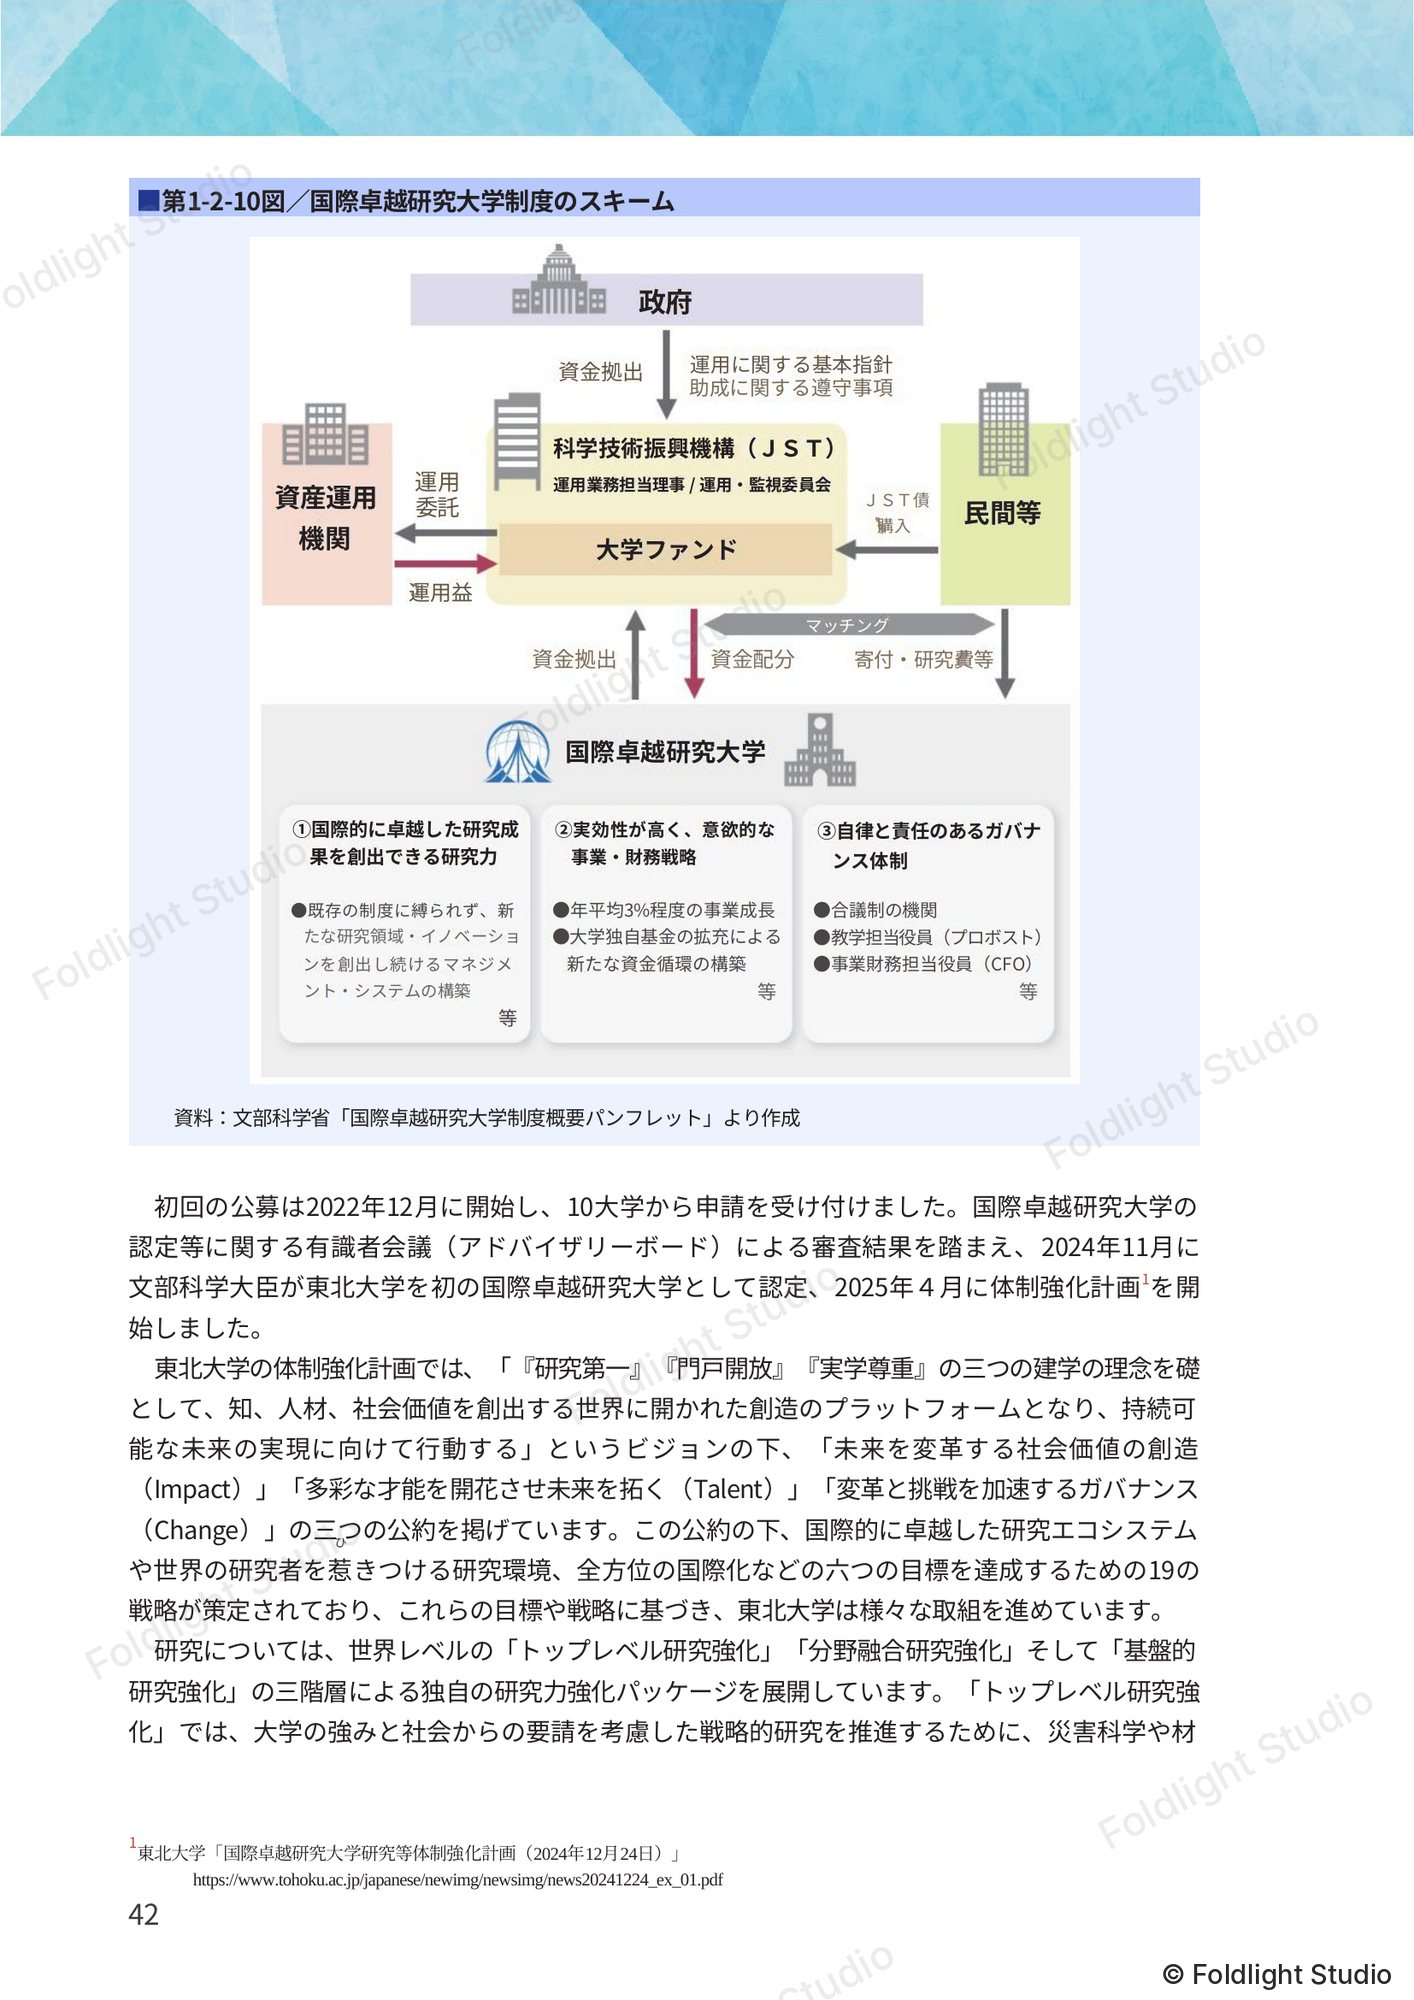 ■第1-2-10図／国際卓越研究大学制度のスキーム
政府
資金拠出
運用に関する基本指針
助成に関する遵守事項
科学技術振興機構（ＪＳＴ）
運用業務担当理事 / 運用・監視委員会
大学ファンド
資産運用
機関
運用
委託
運用益
ＪＳＴ債
購入
民間等
マッチング
資金拠出
資金配分
寄付・研究費等
国際卓越研究大学
①国際的に卓越した研究成
果を創出できる研究力
●既存の制度に縛られず、新
たな研究領域・イノベーショ
ンを創出し続けるマネジメ
ント・システムの構築
等
②実効性が高く、意欲的な
事業・財務戦略
●年平均3%程度の事業成長
●大学独自基金の拡充による
新たな資金循環の構築
等
③自律と責任のあるガバナ
ンス体制
●合議制の機関
●教学担当役員（プロボスト）
●事業財務担当役員（CFO）
等
資料：文部科学省「国際卓越研究大学制度概要パンフレット」より作成
初回の公募は2022年12月に開始し、10大学から申請を受け付けました。国際卓越研究大学の
認定等に関する有識者会議（アドバイザリーボード）による審査結果を踏まえ、2024年11月に
文部科学大臣が東北大学を初の国際卓越研究大学として認定、2025年４月に体制強化計画1を開
始しました。
東北大学の体制強化計画では、「『研究第一』『門戸開放』『実学尊重』の三つの建学の理念を礎
として、知、人材、社会価値を創出する世界に開かれた創造のプラットフォームとなり、持続可
能な未来の実現に向けて行動する」というビジョンの下、「未来を変革する社会価値の創造
（Impact）」「多彩な才能を開花させ未来を拓く（Talent）」「変革と挑戦を加速するガバナンス
（Change）」の三つの公約を掲げています。この公約の下、国際的に卓越した研究エコシステム
ひ
や世界の研究者を惹きつける研究環境、全方位の国際化などの六つの目標を達成するための19の
戦略が策定されており、これらの目標や戦略に基づき、東北大学は様々な取組を進めています。
研究については、世界レベルの「トップレベル研究強化」「分野融合研究強化」そして「基盤的
研究強化」の三階層による独自の研究力強化パッケージを展開しています。「トップレベル研究強
化」では、大学の強みと社会からの要請を考慮した戦略的研究を推進するために、災害科学や材
1東北大学「国際卓越研究大学研究等体制強化計画（2024年12月24日）」
https://www.tohoku.ac.jp/japanese/newimg/newsimg/news20241224_ex_01.pdf
42
© Foldlight Studio